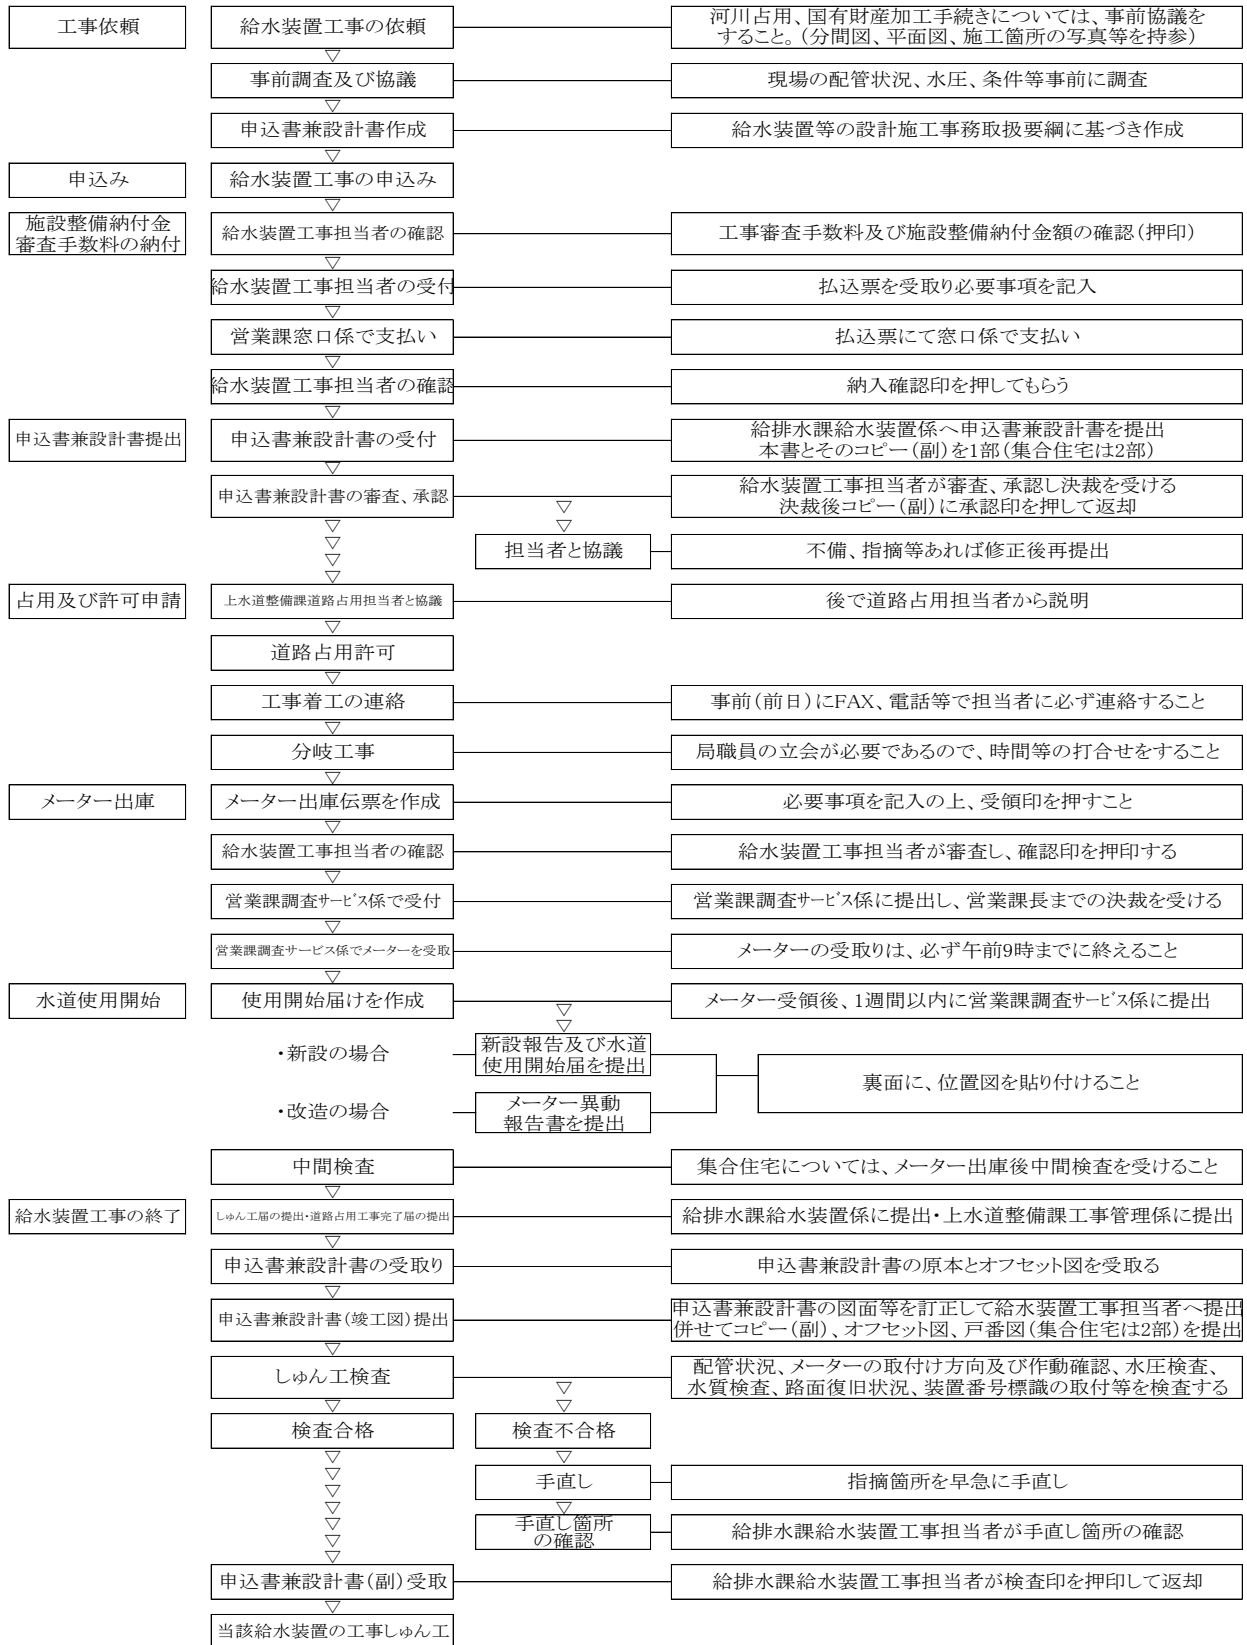 工事依頼
給水装置工事の依頼
河川占用、国有財産加工手続きについては、事前協議を
すること。(分間図、平面図、施工箇所の写真等を持参)
事前調査及び協議
現場の配管状況、水圧、条件等事前に調査
申込書兼設計書作成
給水装置等の設計施工事務取扱要綱に基づき作成
申込み
給水装置工事の申込み
施設整備納付金
審査手数料の納付
給水装置工事担当者の確認
工事審査手数料及び施設整備納付金額の確認(押印)
給水装置工事担当者の受付
払込票を受取り必要事項を記入
営業課窓口係で支払い
払込票にて窓口係で支払い
給水装置工事担当者の確認
納入確認印を押してもらう
申込書兼設計書提出
申込書兼設計書の受付
給排水課給水装置係へ申込書兼設計書を提出
本書とそのコピー(副)を1部(集合住宅は2部)
申込書兼設計書の審査、承認
給水装置工事担当者が審査、承認し決裁を受ける
決裁後コピー(副)に承認印を押して返却
担当者と協議
不備、指摘等あれば修正後再提出
占用及び許可申請
上水道整備課道路占用担当者と協議
後で道路占用担当者から説明
道路占用許可
工事着工の連絡
事前(前日)にFAX、電話等で担当者に必ず連絡すること
分岐工事
局職員の立会が必要であるので、時間等の打合せをすること
メーター出庫
メーター出庫伝票を作成
必要事項を記入の上、受領印を押すこと
給水装置工事担当者の確認
給水装置工事担当者が審査し、確認印を押印する
営業課調査ｻｰﾋﾞｽ係で受付
営業課調査ｻｰﾋﾞｽ係に提出し、営業課長までの決裁を受ける
営業課調査サービス係でメーターを受取
メーターの受取りは、必ず午前9時までに終えること
水道使用開始
使用開始届けを作成
メーター受領後、1週間以内に営業課調査ｻｰﾋﾞｽ係に提出
・新設の場合
新設報告及び水道
使用開始届を提出
裏面に、位置図を貼り付けること
・改造の場合
メーター異動
報告書を提出
中間検査
集合住宅については、メーター出庫後中間検査を受けること
給水装置工事の終了
しゅん工届の提出・道路占用工事完了届の提出
給排水課給水装置係に提出・上水道整備課工事管理係に提出
申込書兼設計書の受取り
申込書兼設計書の原本とオフセット図を受取る
申込書兼設計書(竣工図)提出
申込書兼設計書の図面等を訂正して給水装置工事担当者へ提出
併せてコピー(副)、オフセット図、戸番図(集合住宅は2部)を提出
しゅん工検査
配管状況、メーターの取付け方向及び作動確認、水圧検査、
水質検査、路面復旧状況、装置番号標識の取付等を検査する
検査合格
検査不合格
手直し
指摘箇所を早急に手直し
手直し箇所
の確認
給排水課給水装置工事担当者が手直し箇所の確認
申込書兼設計書(副)受取
給排水課給水装置工事担当者が検査印を押印して返却
当該給水装置の工事しゅん工